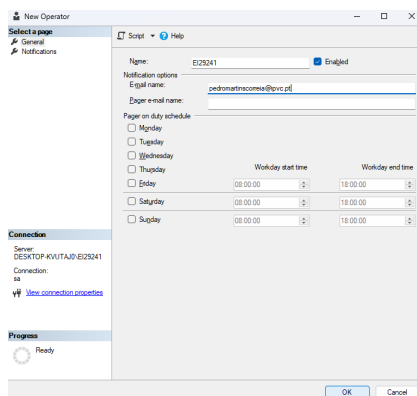 New Operator
Select a page
General
Notifications
Script
Help
Name:
EI29241
Enabled
Notification options
E-mail name:
pedromartinscorreia@ipvc.pt
Pager e-mail name:
Pager on duty schedule
Monday
Tuesday
Wednesday
Thursday
Workday start time
Workday end time
Friday
08:00:00
18:00:00
Saturday
08:00:00
18:00:00
Sunday
08:00:00
18:00:00
Connection
Server:
DESKTOP-KVUTAJ0\EI29241
Connection:
sa
View connection properties
Progress
Ready
OK
Cancel